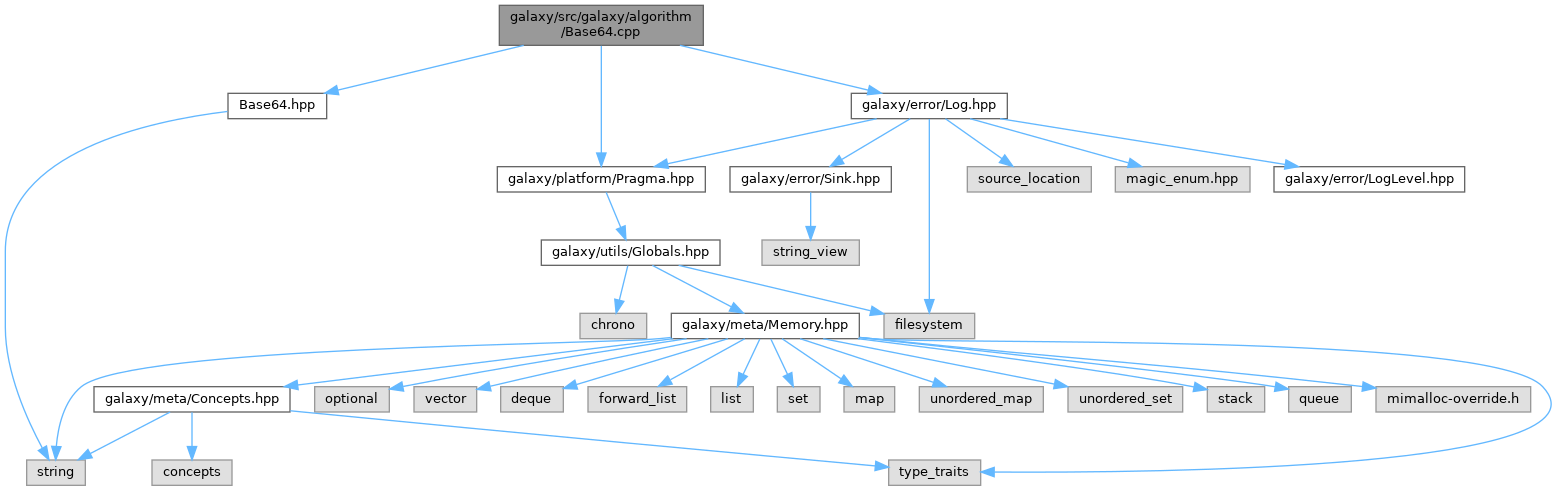 galaxy/src/galaxy/algorithm
/Base64.cpp
Base64.hpp
galaxy/error/Log.hpp
galaxy/platform/Pragma.hpp
galaxy/error/Sink.hpp
source_location
magic_enum.hpp
galaxy/error/LogLevel.hpp
galaxy/utils/Globals.hpp
string_view
chrono
galaxy/meta/Memory.hpp
filesystem
galaxy/meta/Concepts.hpp
optional
vector
deque
forward_list
list
set
map
unordered_map
unordered_set
stack
queue
mimalloc-override.h
string
concepts
type_traits